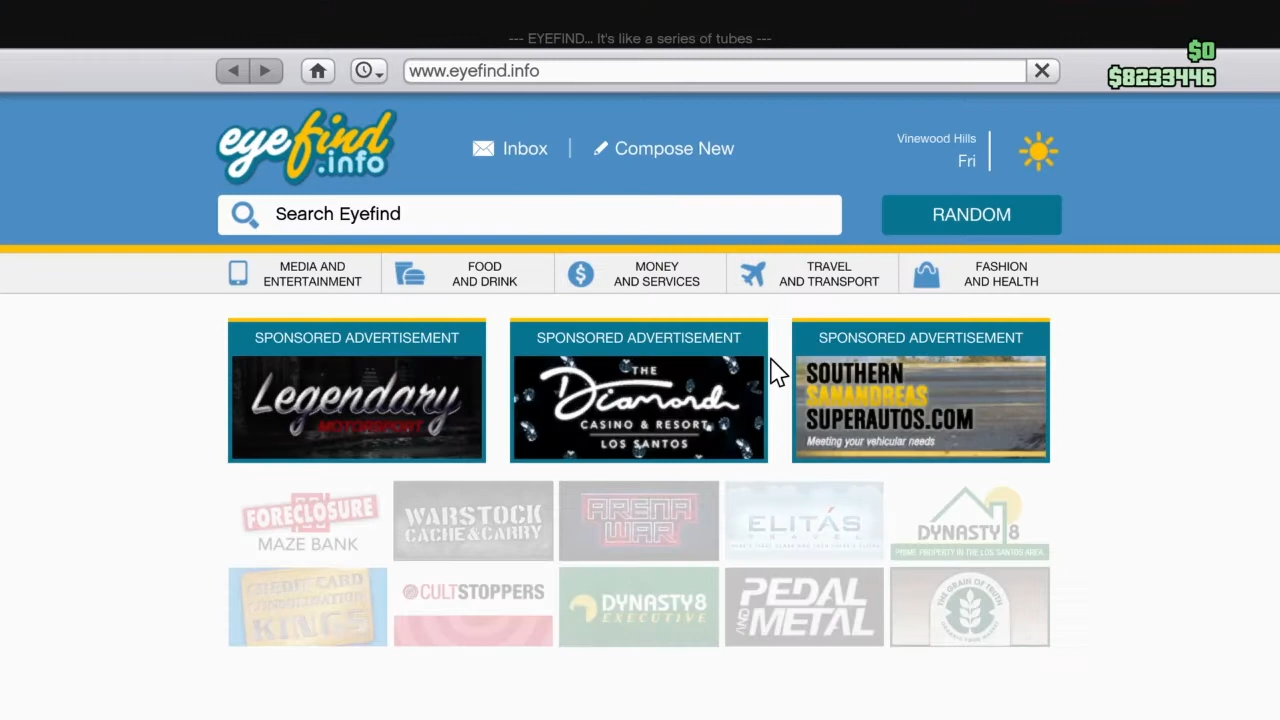 --- EYEFIND... It's like a series of tubes ---
$0
www.eyefind.info
$8233446
eyefind.info
Inbox | Compose New
Vinewood Hills
Fri
Search Eyefind
RANDOM
MEDIA AND ENTERTAINMENT
FOOD AND DRINK
MONEY AND SERVICES
TRAVEL AND TRANSPORT
FASHION AND HEALTH
SPONSORED ADVERTISEMENT
Legendary
MOTORSPORT
SPONSORED ADVERTISEMENT
THE
Diamond
CASINO & RESORT
LOS SANTOS
SPONSORED ADVERTISEMENT
SOUTHERN
SANANDREAS
SUPERAUTOS.COM
Meeting your vehicular needs
FORECLOSURE
MAZE BANK
WARSTOCK
CACHE&CARRY
ARENA
WAR
ELITÁS
TRAVEL
DYNASTY 8
PRIME PROPERTY IN THE LOS SANTOS AREA
CREDIT CARD
CONSOLIDATION
KINGS
CULTSTOPPERS
DYNASTY 8
EXECUTIVE
PEDAL
AND METAL
THE GRAIN OF TRUTH